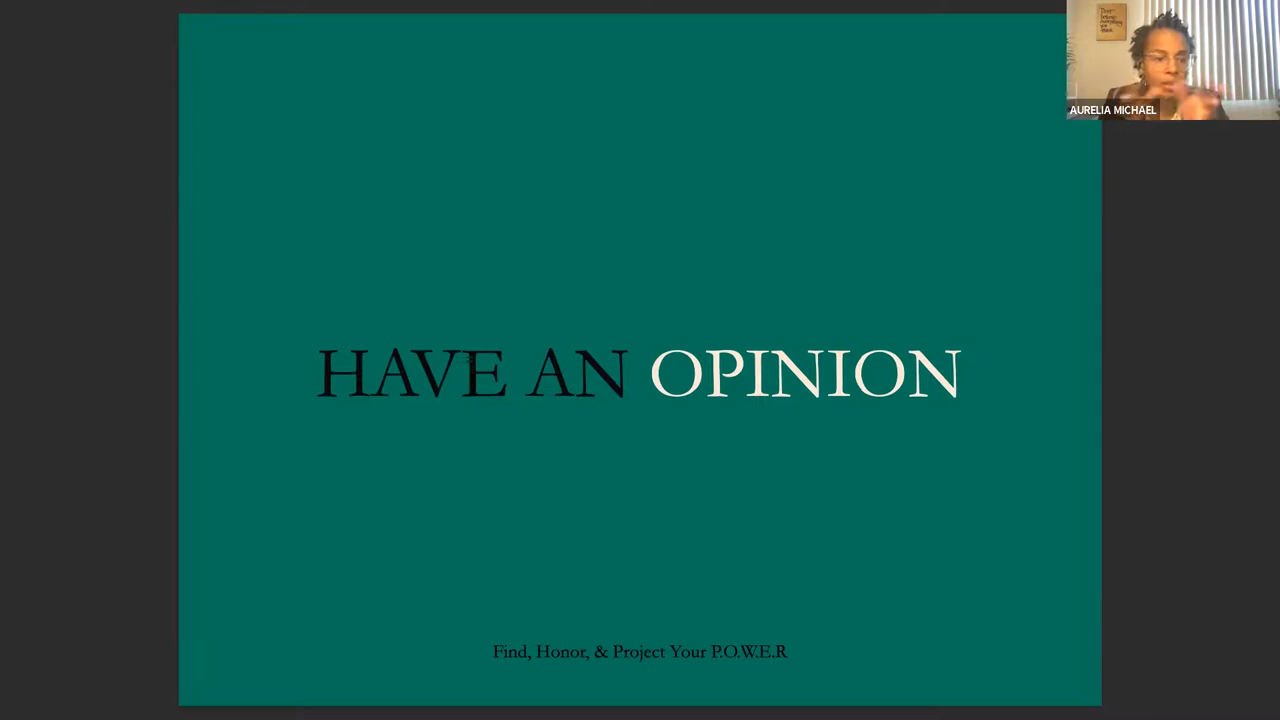 AURELIA MICHAEL
HAVE AN OPINION
Find, Honor, & Project Your P.O.W.E.R